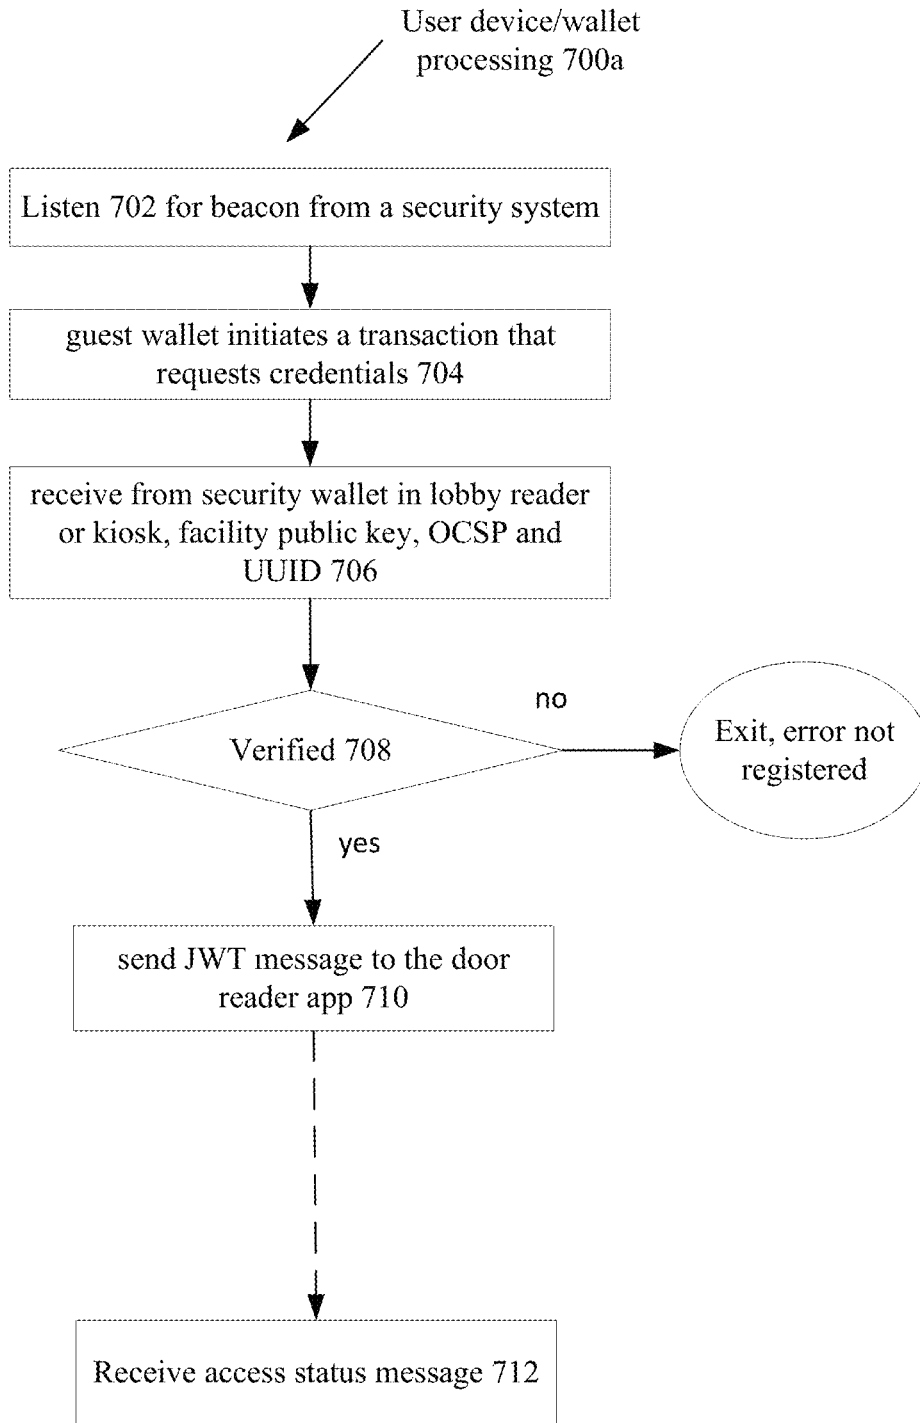 User device/wallet
processing 700a
Listen 702 for beacon from a security system
guest wallet initiates a transaction that
requests credentials 704
receive from security wallet in lobby reader
or kiosk, facility public key, OCSP and
UUID 706
no
Verified 708
Exit, error not
registered
yes
send JWT message to the door
reader app 710
Receive access status message 712